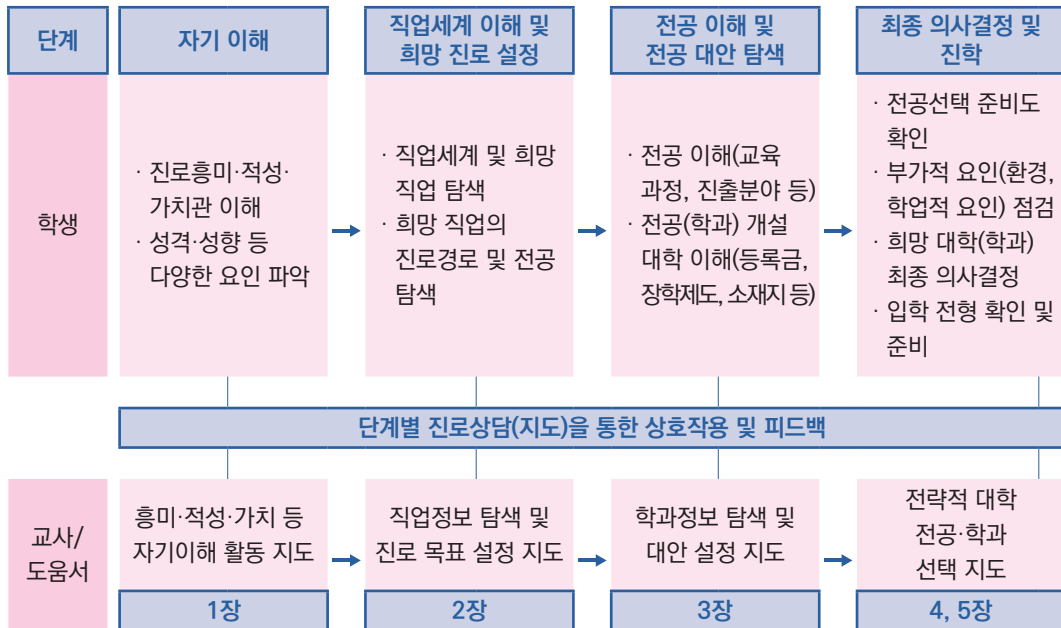 단계
자기 이해
직업세계 이해 및
희망 진로 설정
전공 이해 및
전공 대안 탐색
최종 의사결정 및
진학
학생
· 진로흥미·적성·
가치관 이해
· 성격·성향 등
다양한 요인 파악
· 직업세계 및 희망
직업 탐색
· 희망 직업의
진로경로 및 전공
탐색
· 전공 이해(교육
과정, 진출분야 등)
· 전공(학과) 개설
대학 이해(등록금,
장학제도, 소재지 등)
· 전공선택 준비도
확인
· 부가적 요인(환경,
학업적 요인) 점검
· 희망 대학(학과)
최종 의사결정
· 입학 전형 확인 및
준비
단계별 진로상담(지도)을 통한 상호작용 및 피드백
교사/
도움서
흥미·적성·가치 등
자기이해 활동 지도
직업정보 탐색 및
진로 목표 설정 지도
학과정보 탐색 및
대안 설정 지도
전략적 대학
전공·학과
선택 지도
1장
2장
3장
4, 5장